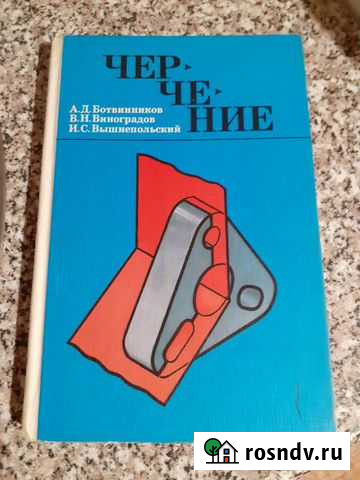 ЧЕР-
ЧЕ-
НИЕ
А.Д.Ботвинников
В.Н.Виноградов
И.С.Вышнепольский
rosndv.ru